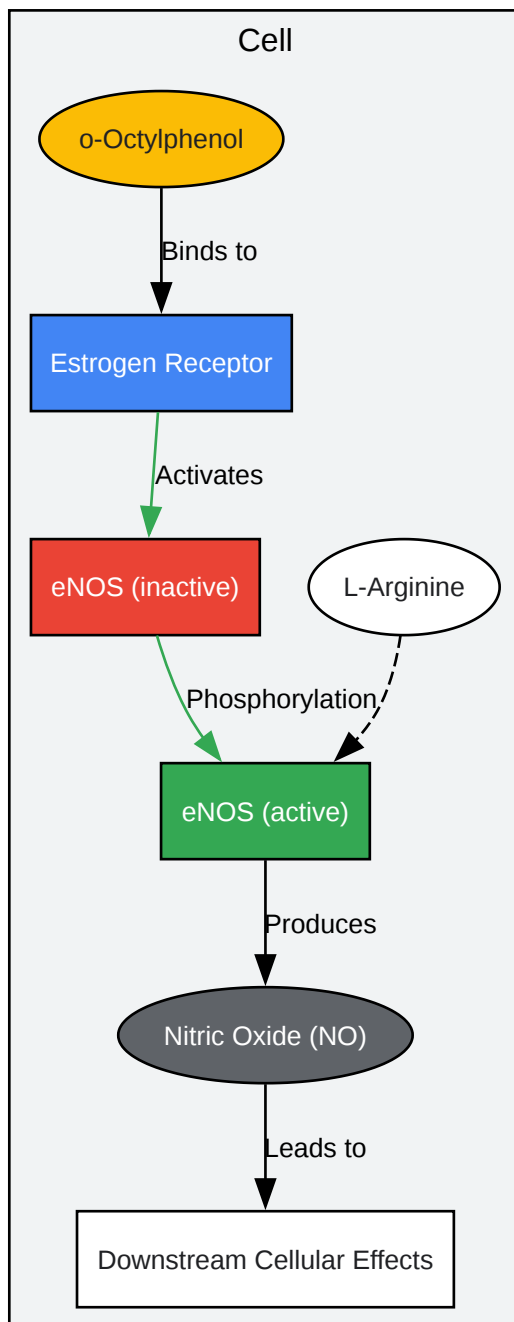 Cell
o-Octylphenol
Binds to
Estrogen Receptor
Activates
eNOS (inactive)
L-Arginine
Phosphorylation
eNOS (active)
Produces
Nitric Oxide (NO)
Leads to
Downstream Cellular Effects